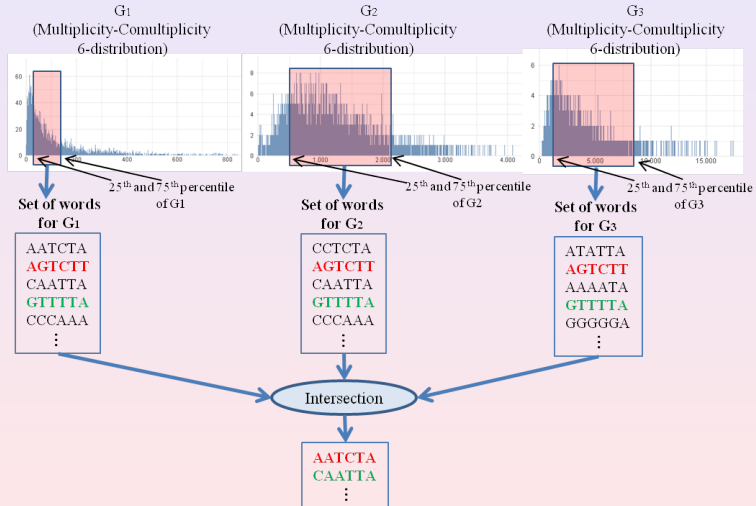 G1
(Multiplicity-Comultiplicity
6-distribution)
G2
(Multiplicity-Comultiplicity
6-distribution)
G3
(Multiplicity-Comultiplicity
6-distribution)
60
40
20
0
0
200
400
600
800
8
6
4
2
0
0
1.000
2.000
3.000
4.000
6
4
2
0
0
5.000
10.000
15.000
25th and 75th percentile
of G1
25th and 75th percentile
of G2
25th and 75th percentile
of G3
Set of words
for G1
Set of words
for G2
Set of words
for G3
AATCTA
AGTCTT
CAATTA
GTTTTA
CCCAAA
⋮
CCTCTA
AGTCTT
CAATTA
GTTTTA
CCCAAA
⋮
ATATTA
AGTCTT
AAAATA
GTTTTA
GGGGGA
⋮
Intersection
AATCTA
CAATTA
⋮